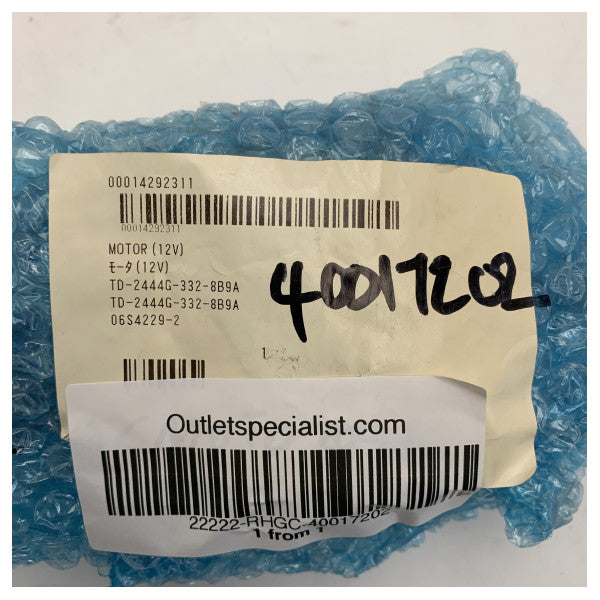 00014292311
00014292311
MOTOR (12V)
モータ (12V)
TD-2444G-332-8B9A
TD-2444G-332-8B9A
06S4229-2
40017202
Outletspecialist.com
22222-RHGC-40017202
1 from 1